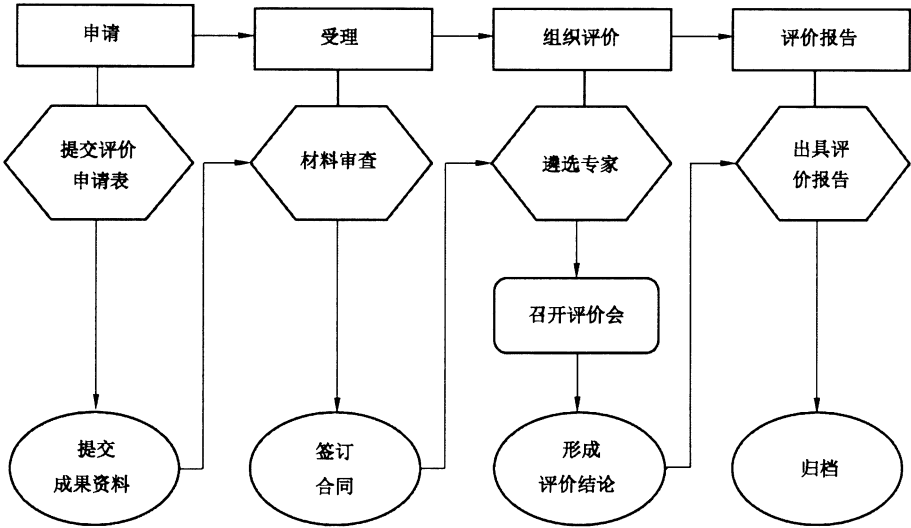 申请
受理
组织评价
评价报告
提交评价
申请表
材料审查
遴选专家
出具评
价报告
召开评价会
提交
成果资料
签订
合同
形成
评价结论
归档